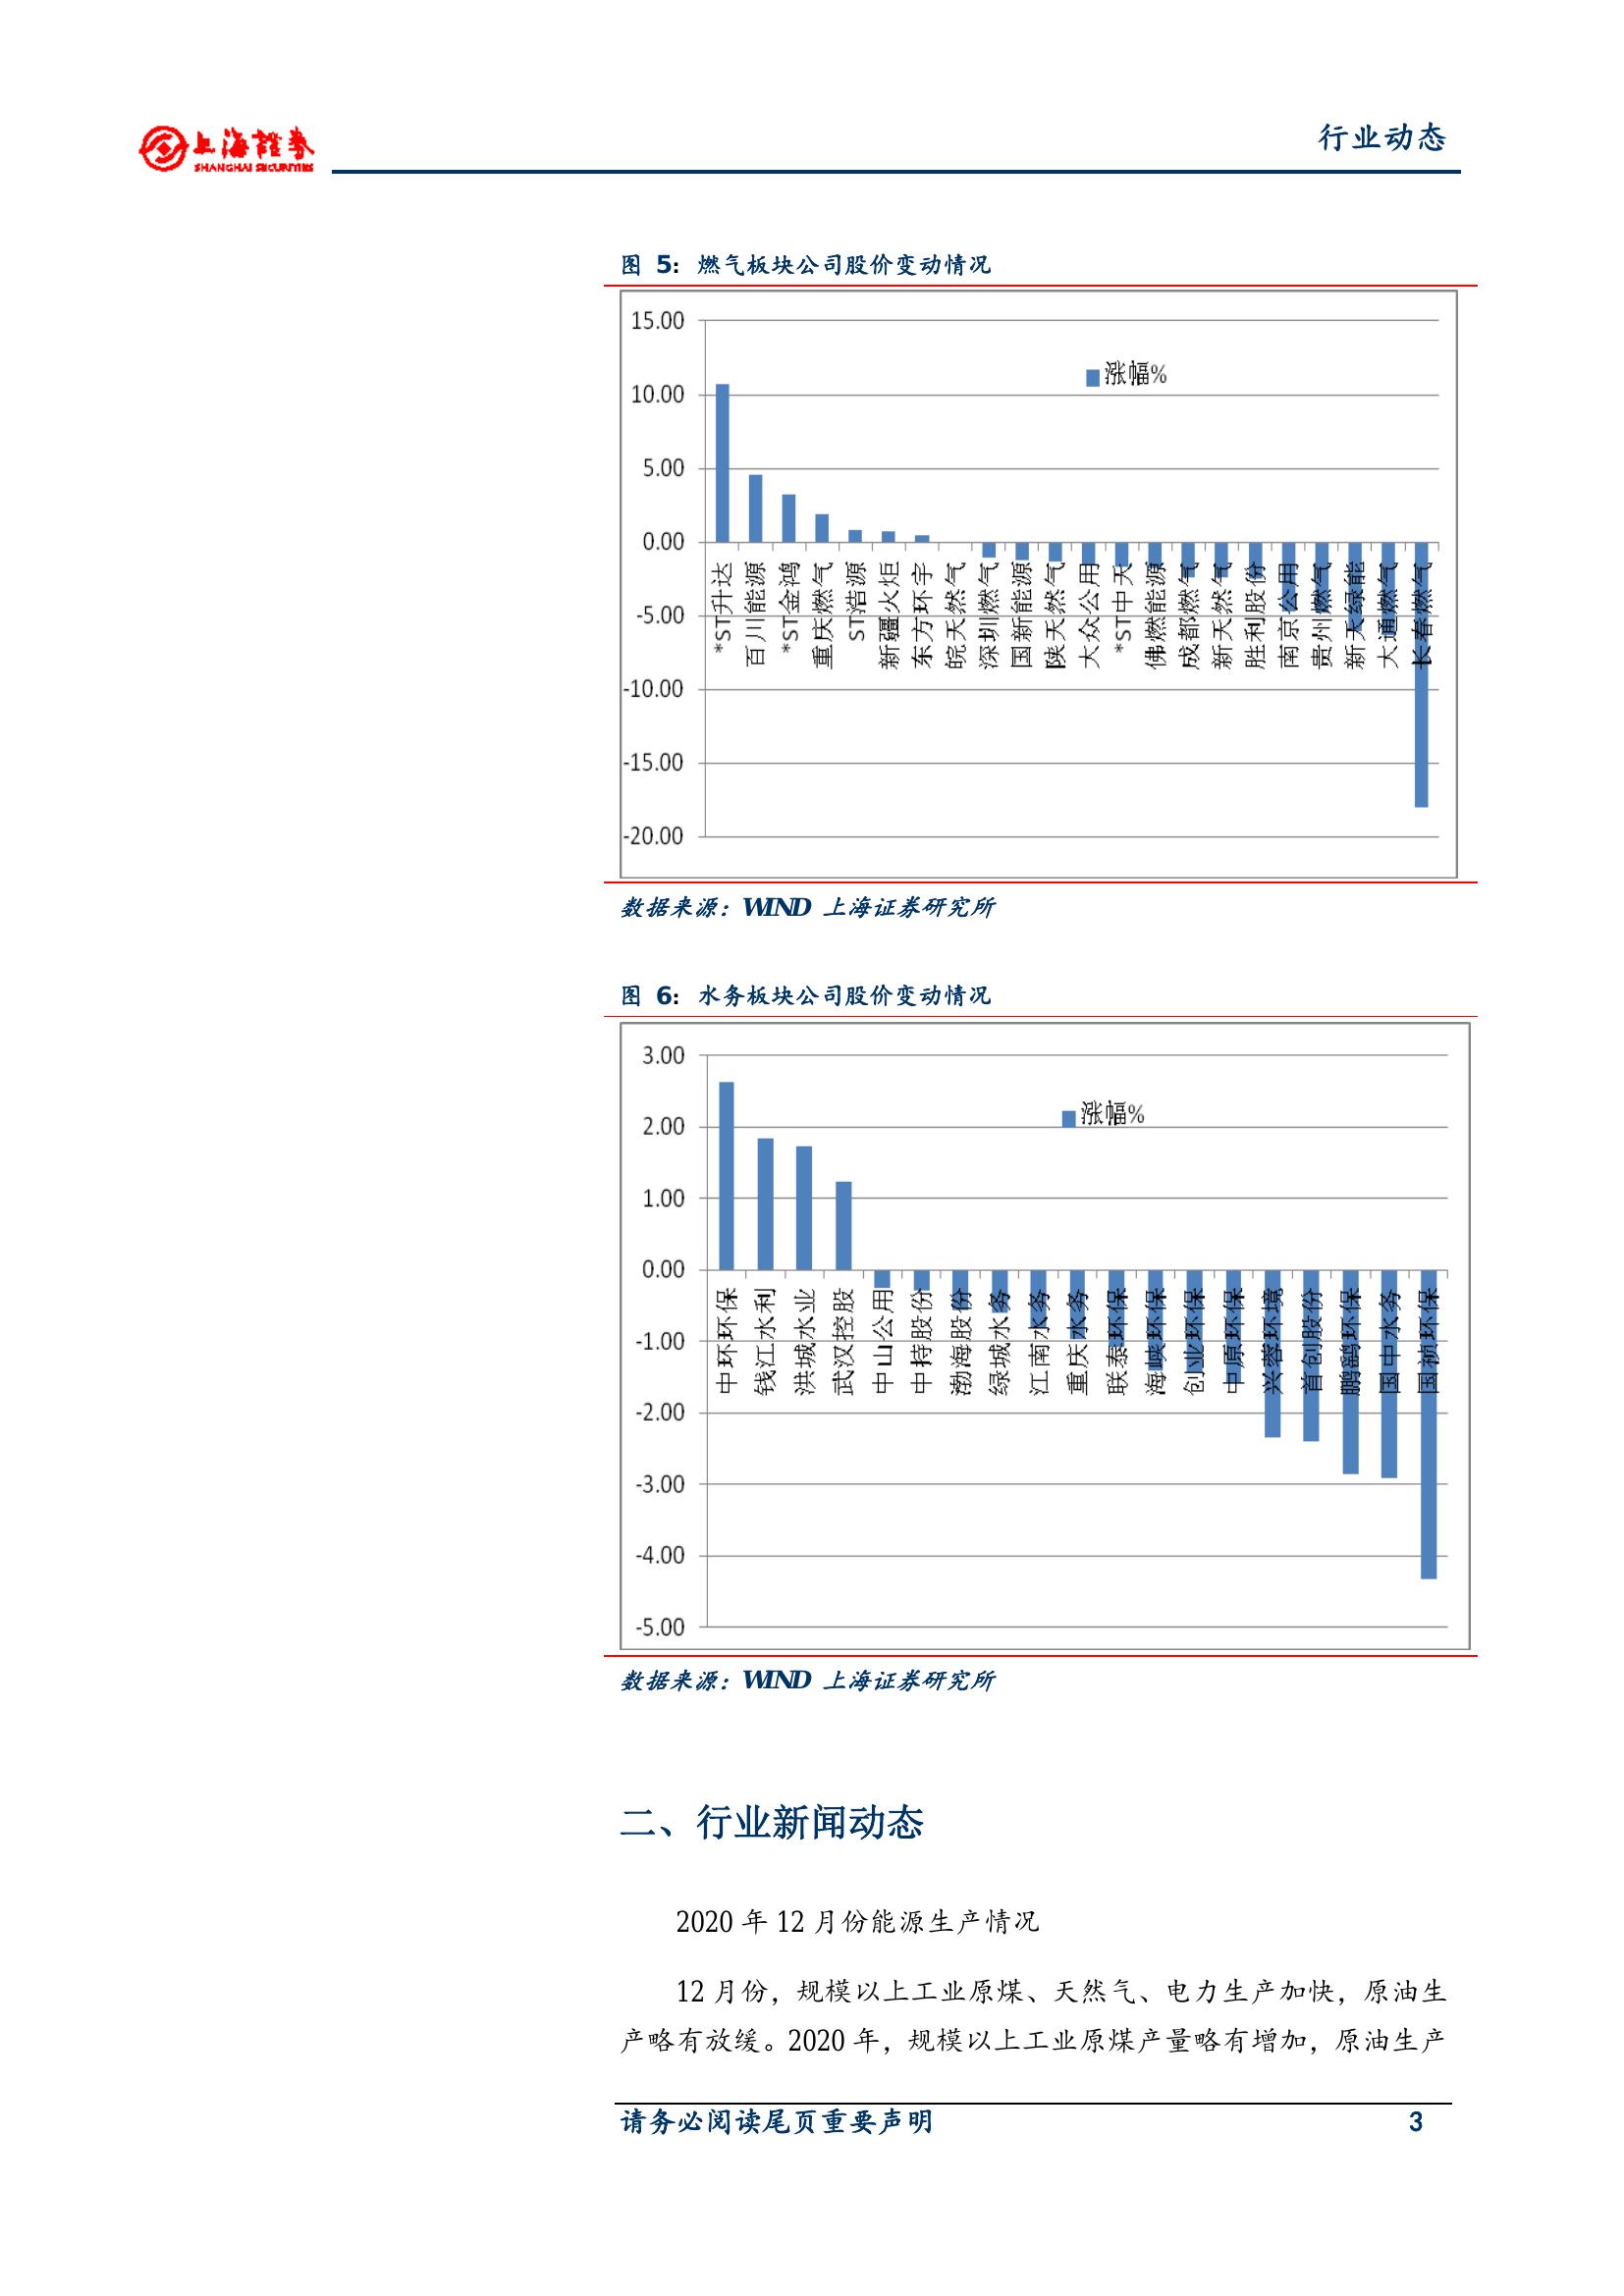 上海證券
SHANGHAI SECURITIES
行业动态
图 5：燃气板块公司股价变动情况
15.00
10.00
5.00
0.00
-5.00
-10.00
-15.00
-20.00
涨幅%
*ST升达
百川能源
*ST金鸿
重庆燃气
ST浩源
新疆火炬
东方环宇
皖天然气
深圳燃气
国新能源
陕天然气
大众公用
*ST中天
佛燃能源
成都燃气
新天然气
胜利股份
南京公用
贵州燃气
新天绿能
大通燃气
长春燃气
数据来源：WIND 上海证券研究所
图 6：水务板块公司股价变动情况
3.00
2.00
1.00
0.00
-1.00
-2.00
-3.00
-4.00
-5.00
涨幅%
中环环保
钱江水利
洪城水业
武汉控股
中山公用
中持股份
渤海股份
绿城水务
江南水务
重庆水务
联泰环保
海峡环保
创业环保
中原环保
兴蓉环境
首创股份
鹏鹞环保
国中水务
国祯环保
数据来源：WIND 上海证券研究所
二、行业新闻动态
2020 年 12 月份能源生产情况
12 月份，规模以上工业原煤、天然气、电力生产加快，原油生
产略有放缓。2020 年，规模以上工业原煤产量略有增加，原油生产
请务必阅读尾页重要声明
3